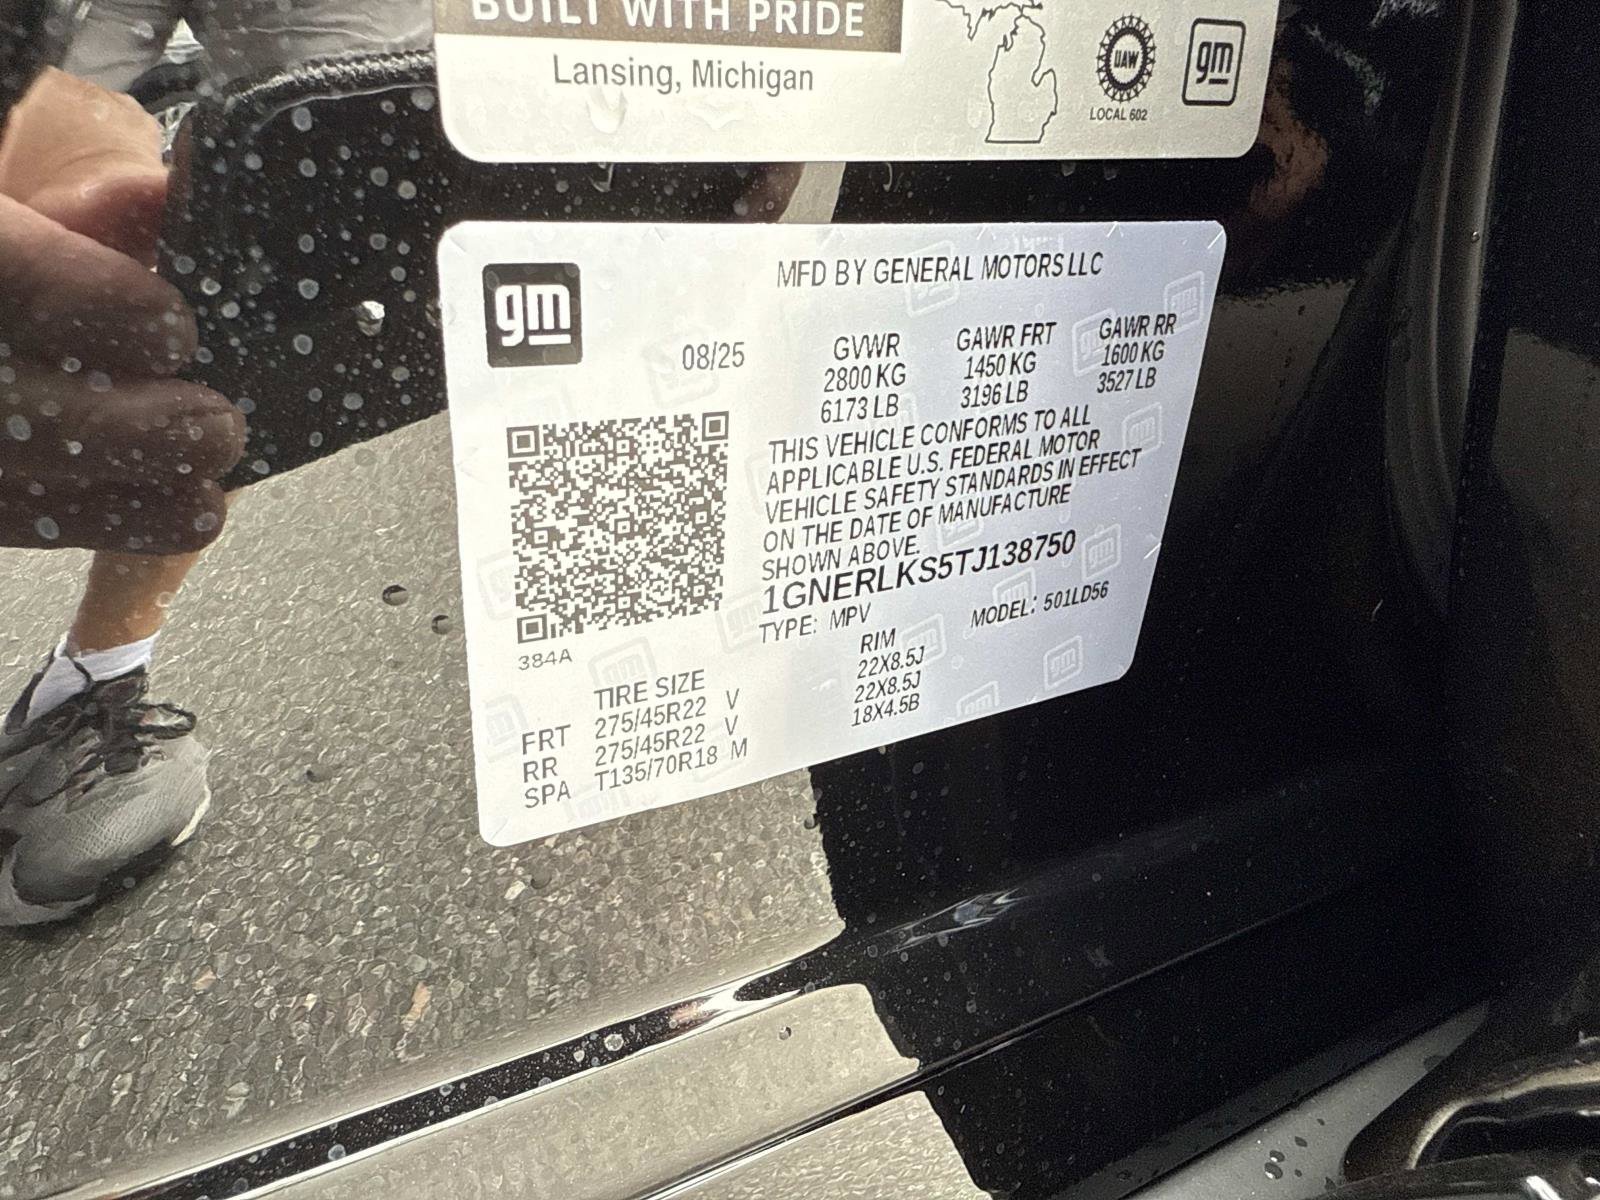 BUILT WITH PRIDE
Lansing, Michigan
UAW
LOCAL 602
gm
gm
MFD BY GENERAL MOTORS LLC
08/25
GVWR GAWR FRT GAWR RR
2800 KG 1450 KG 1600 KG
6173 LB 3196 LB 3527 LB
THIS VEHICLE CONFORMS TO ALL
APPLICABLE U.S. FEDERAL MOTOR
VEHICLE SAFETY STANDARDS IN EFFECT
ON THE DATE OF MANUFACTURE
SHOWN ABOVE.
1GNERLKS5TJ138750
TYPE: MPV MODEL: 501LD56
384A
TIRE SIZE RIM
FRT 275/45R22 V 22X8.5J
RR 275/45R22 V 22X8.5J
SPA T135/70R18 M 18X4.5B